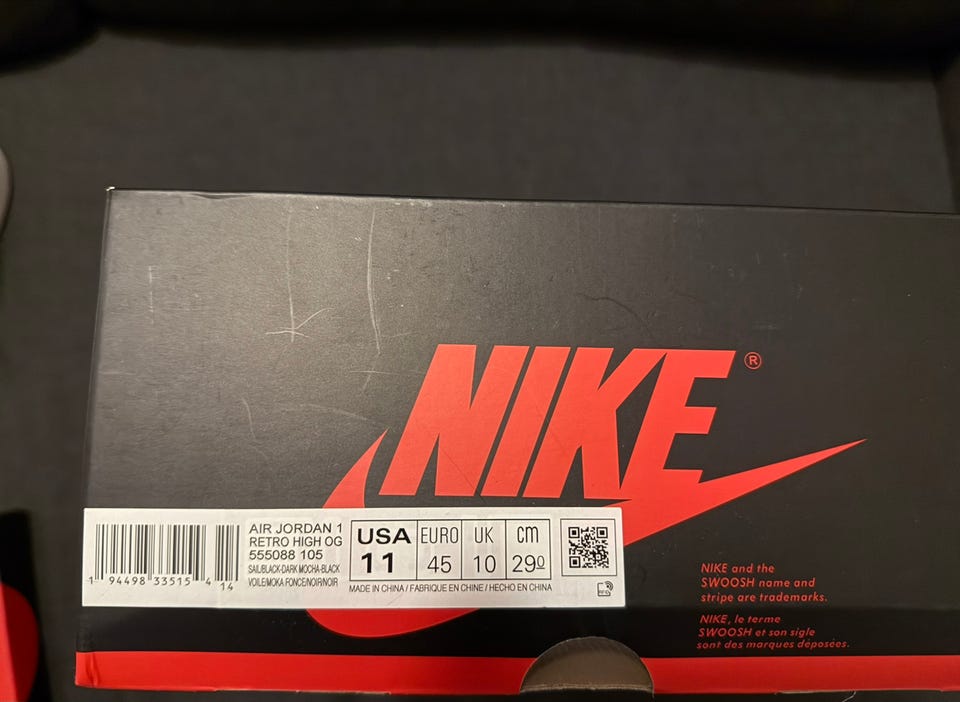 NIKE®
AIR JORDAN 1
RETRO HIGH OG
555088 105
SAIL/BLACK-DARK MOCHA-BLACK
VOILE/MOKA FONCE/NOIR/NOIR
USA EURO UK cm
11 45 10 29.0
MADE IN CHINA / FABRIQUE EN CHINE / HECHO EN CHINA
1 94498 33515 4
14
NIKE and the
SWOOSH name and
stripe are trademarks.
NIKE, le terme
SWOOSH et son sigle
sont des marques déposées.